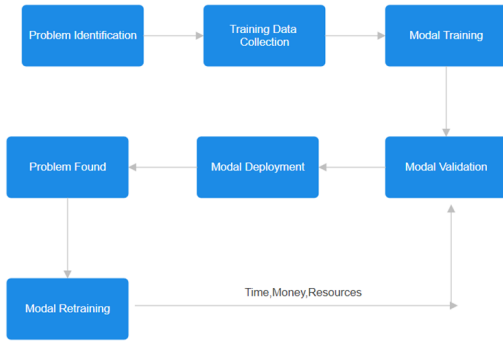 Problem Identification
Training Data
Collection
Modal Training
Problem Found
Modal Deployment
Modal Validation
Modal Retraining
Time,Money,Resources